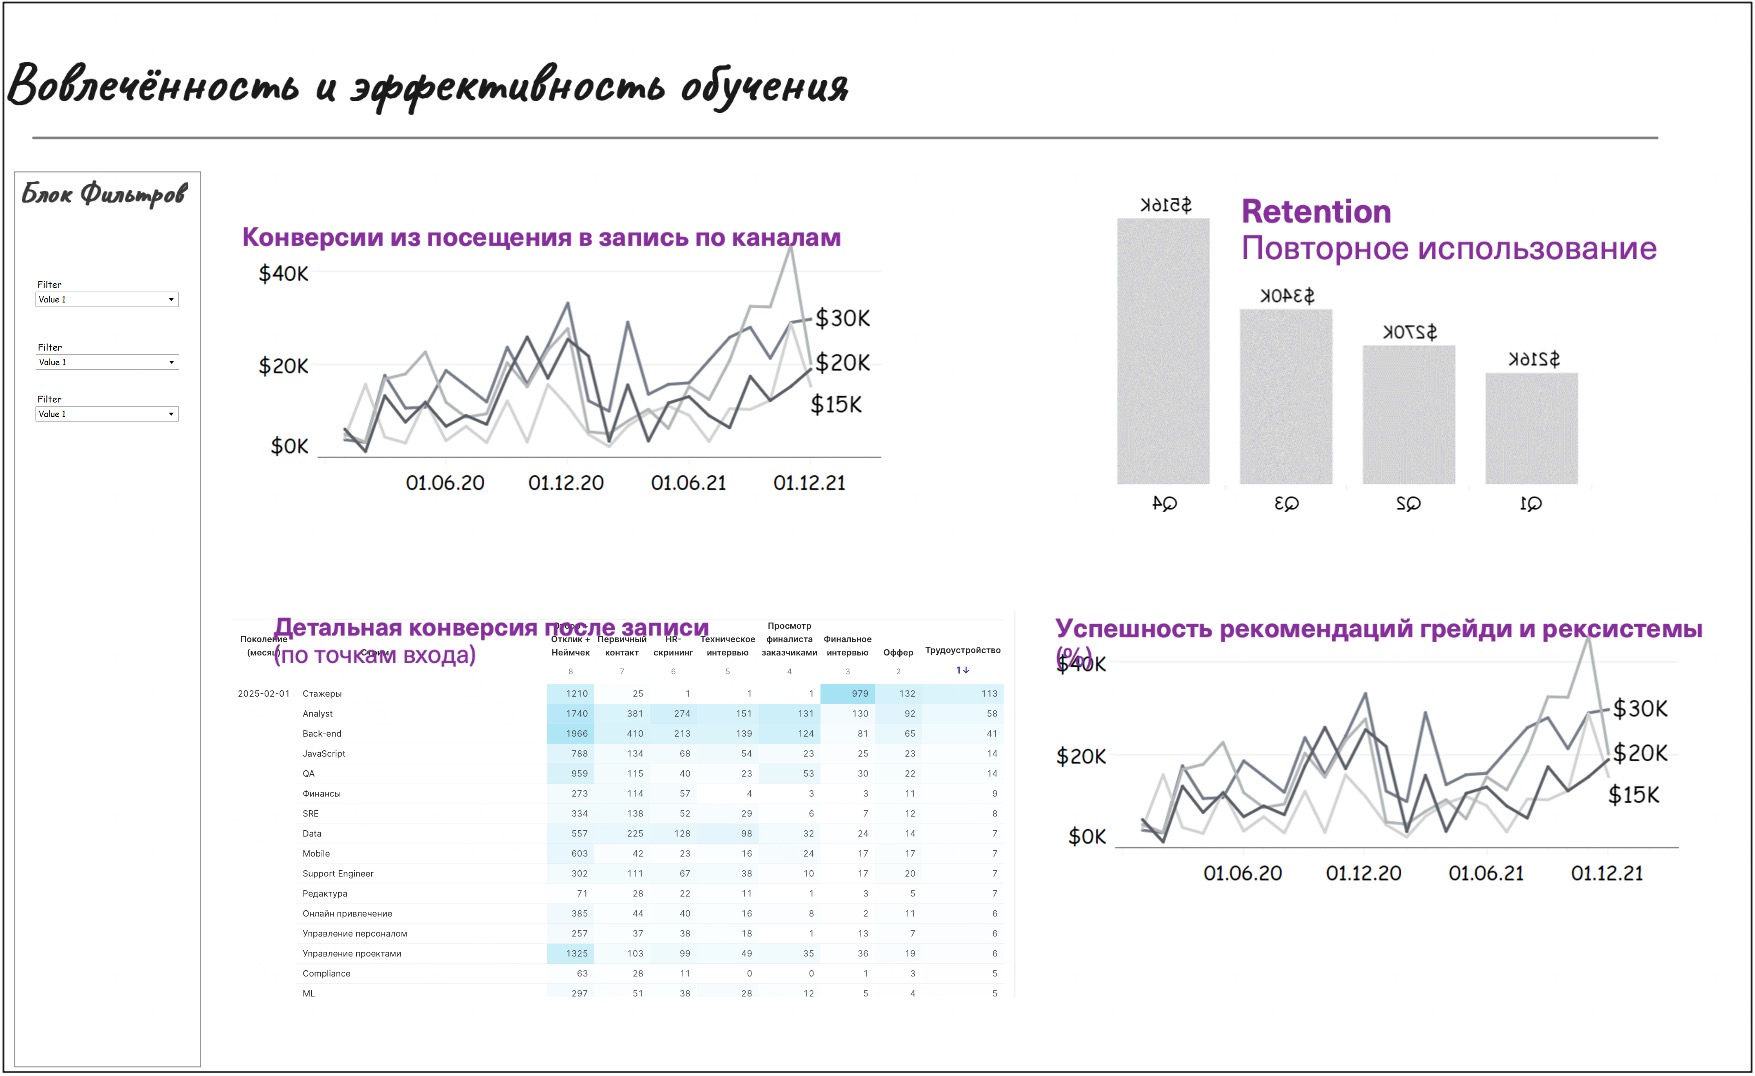 Вовлечённость и эффективность обучения
Блок Фильтров
Filter
Value 1
Filter
Value 1
Filter
Value 1
Конверсии из посещения в запись по каналам
$40K
$20K
$0K
$30K
$20K
$15K
01.06.20 01.12.20 01.06.21 01.12.21
Retention
Повторное использование
$516K
$340K
$270K
$216K
Q4 Q3 Q2 Q1
Детальная конверсия после записи
(по точкам входа)
Поколение (месяц) Отклик + Неймчек Первичный контакт HR-скрининг Техническое интервью Просмотр финалиста заказчиками Финальное интервью Оффер Трудоустройство
8 7 6 5 4 3 2 1↓
2025-02-01 Стажеры 1210 25 1 1 1 979 132 113
Analyst 1740 381 274 151 131 130 92 58
Back-end 1966 410 213 139 124 81 65 41
JavaScript 768 134 68 54 23 25 23 14
QA 959 115 40 23 53 30 22 14
Финансы 273 114 57 4 3 3 11 9
SRE 334 138 52 29 6 7 12 8
Data 557 225 128 98 32 24 14 7
Mobile 603 42 23 16 24 17 17 7
Support Engineer 302 111 67 38 10 17 20 7
Редактура 71 28 22 11 1 3 5 7
Онлайн привлечение 385 44 40 16 8 2 11 6
Управление персоналом 257 37 38 18 1 13 7 6
Управление проектами 1325 103 99 49 35 36 19 6
Compliance 63 28 11 0 0 1 3 5
ML 297 51 38 28 12 5 4 5
Успешность рекомендаций грейди и рексистемы
(%)
$40K
$20K
$0K
$30K
$20K
$15K
01.06.20 01.12.20 01.06.21 01.12.21